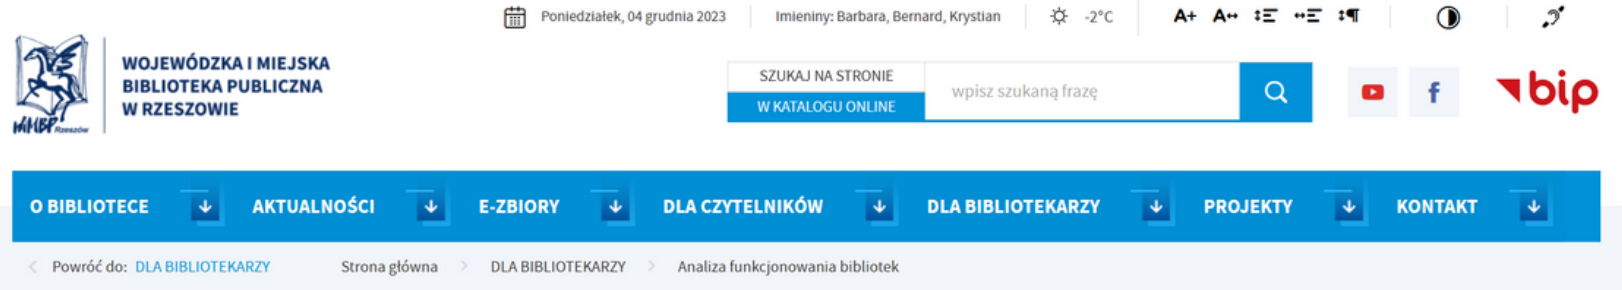 Poniedziałek, 04 grudnia 2023
Imieniny: Barbara, Bernard, Krystian
-2°C
A+ A↔
WOJEWÓDZKA I MIEJSKA
BIBLIOTEKA PUBLICZNA
W RZESZOWIE
WiMBP Rzeszów
SZUKAJ NA STRONIE
W KATALOGU ONLINE
wpisz szukaną frazę
f
bip
O BIBLIOTECE AKTUALNOŚCI E-ZBIORY DLA CZYTELNIKÓW DLA BIBLIOTEKARZY PROJEKTY KONTAKT
Powróć do: DLA BIBLIOTEKARZY Strona główna DLA BIBLIOTEKARZY Analiza funkcjonowania bibliotek